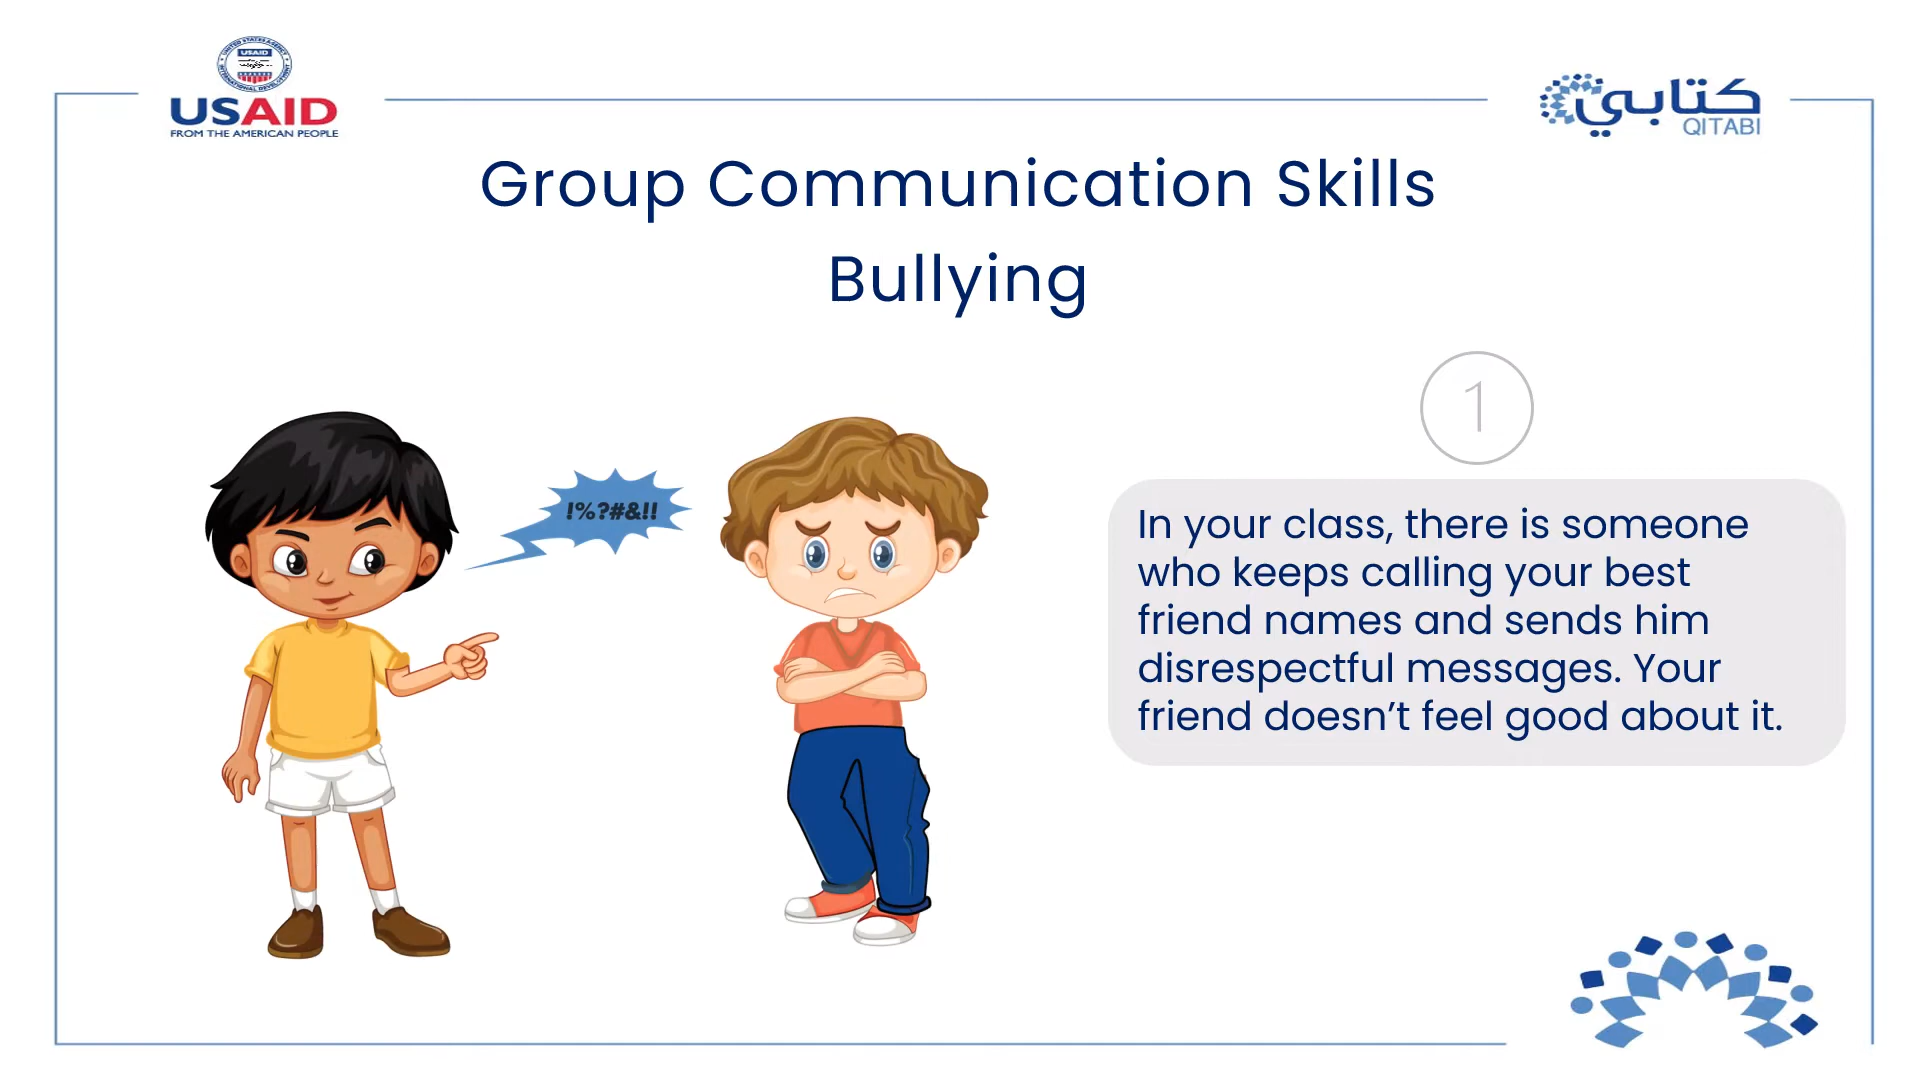 USAID
FROM THE AMERICAN PEOPLE
كتابي
QITABI
Group Communication Skills
Bullying
!%?#&!!
1
In your class, there is someone
who keeps calling your best
friend names and sends him
disrespectful messages. Your
friend doesn’t feel good about it.